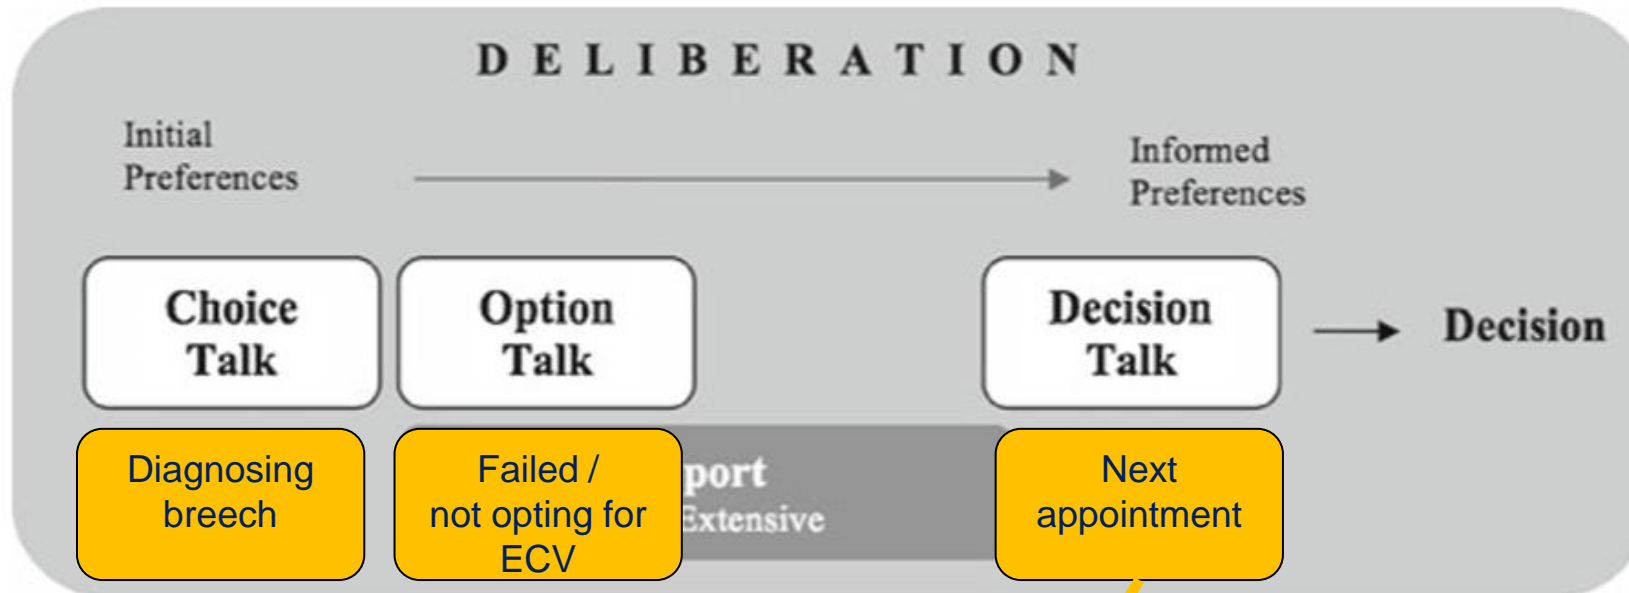 DELIBERATION
Initial
Preferences
Informed
Preferences
Choice
Talk
Option
Talk
Decision
Talk
Decision
Diagnosing
breech
Failed /
not opting for
ECV
port
Extensive
Next
appointment